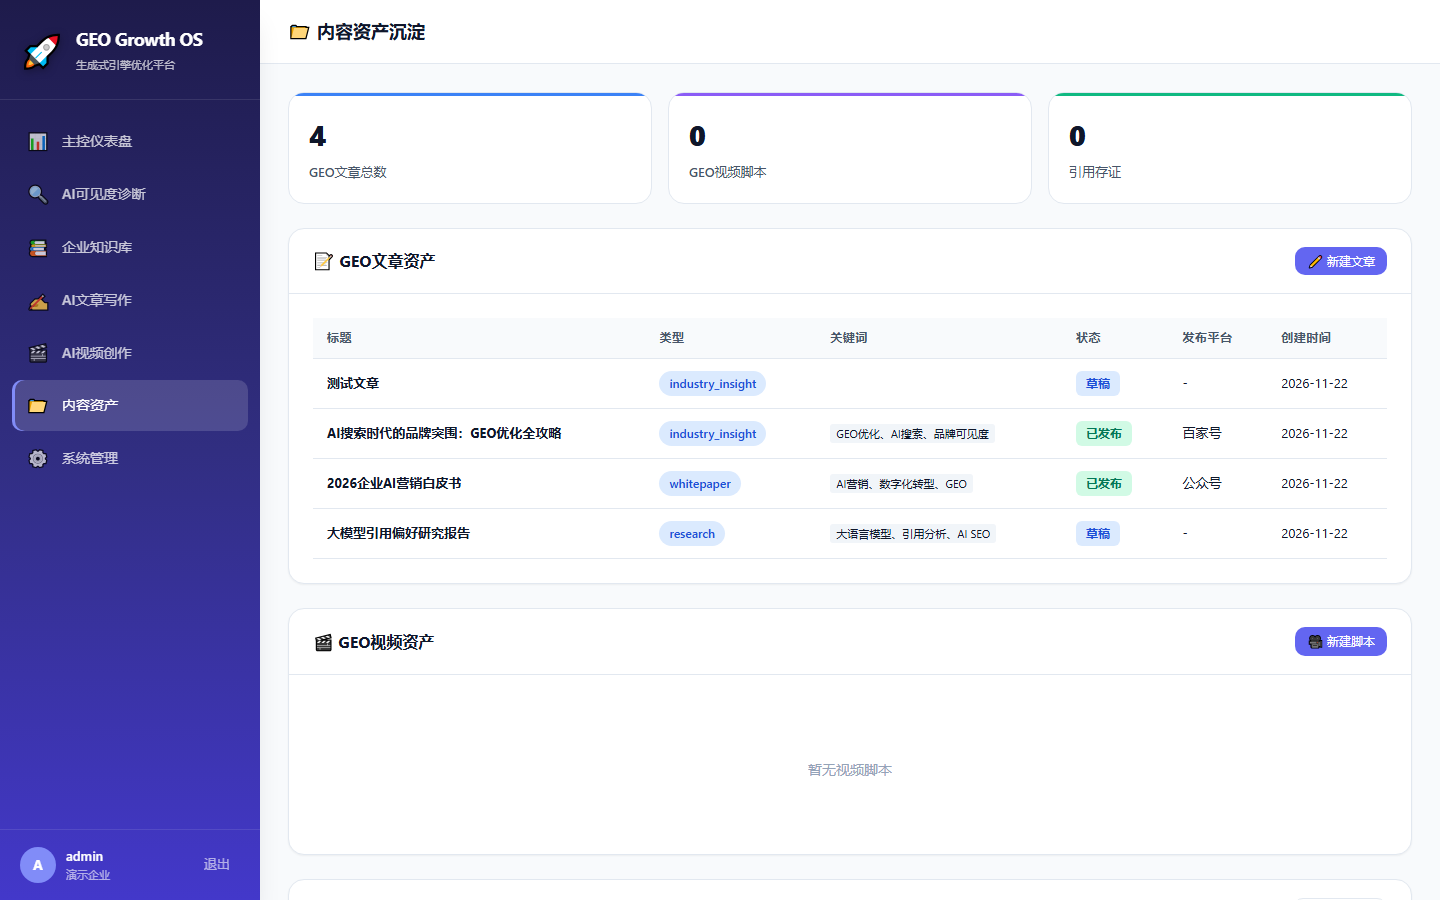 GEO Growth OS
生成式引擎优化平台
主控仪表盘
AI可见度诊断
企业知识库
AI文章写作
AI视频创作
内容资产
系统管理
A
admin
演示企业
退出
内容资产沉淀
4
GEO文章总数
0
GEO视频脚本
0
引用存证
GEO文章资产
新建文章
标题 类型 关键词 状态 发布平台 创建时间
测试文章 industry_insight 草稿 - 2026-11-22
AI搜索时代的品牌突围：GEO优化全攻略 industry_insight GEO优化、AI搜索、品牌可见度 已发布 百家号 2026-11-22
2026企业AI营销白皮书 whitepaper AI营销、数字化转型、GEO 已发布 公众号 2026-11-22
大模型引用偏好研究报告 research 大语言模型、引用分析、AI SEO 草稿 - 2026-11-22
GEO视频资产
新建脚本
暂无视频脚本